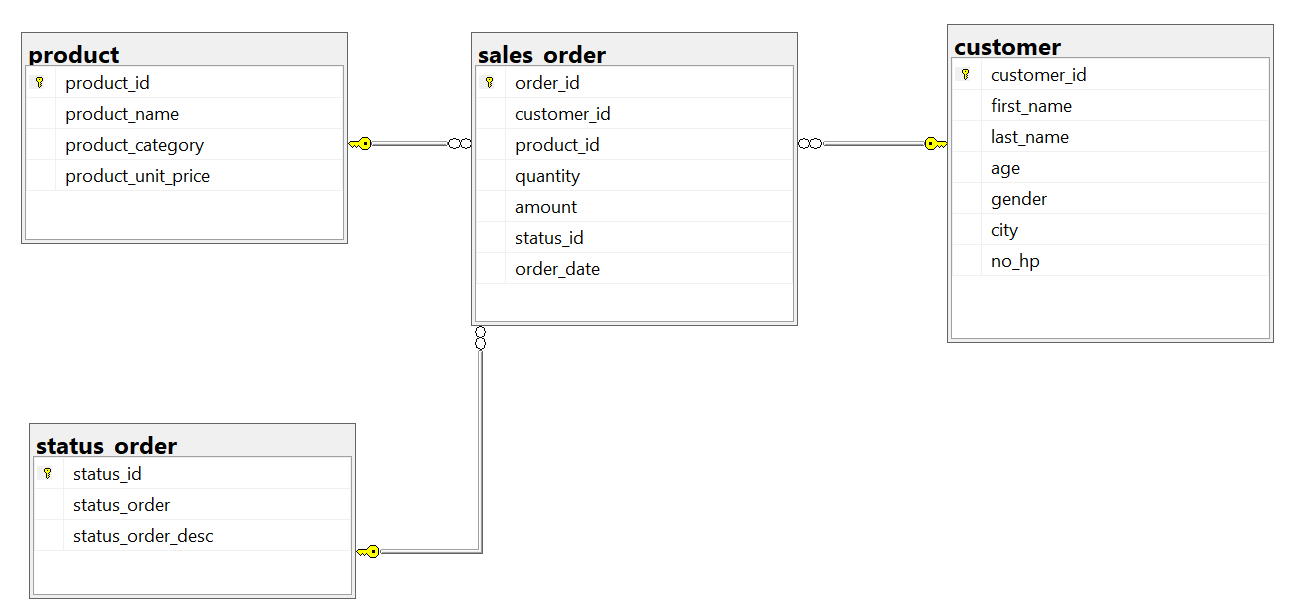 product
product_id
product_name
product_category
product_unit_price
sales_order
order_id
customer_id
product_id
quantity
amount
status_id
order_date
customer
customer_id
first_name
last_name
age
gender
city
no_hp
status_order
status_id
status_order
status_order_desc